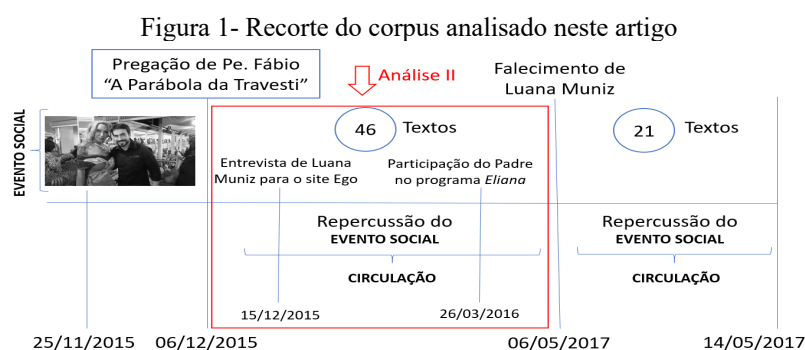 Figura 1- Recorte do corpus analisado neste artigo
Pregação de Pe. Fábio
“A Parábola da Travesti”
Análise II
Falecimento de
Luana Muniz
EVENTO SOCIAL
46
Textos
21
Textos
Entrevista de Luana
Muniz para o site Ego
Participação do Padre
no programa Eliana
Repercussão do
EVENTO SOCIAL
Repercussão do
EVENTO SOCIAL
CIRCULAÇÃO
CIRCULAÇÃO
15/12/2015
26/03/2016
25/11/2015
06/12/2015
06/05/2017
14/05/2017